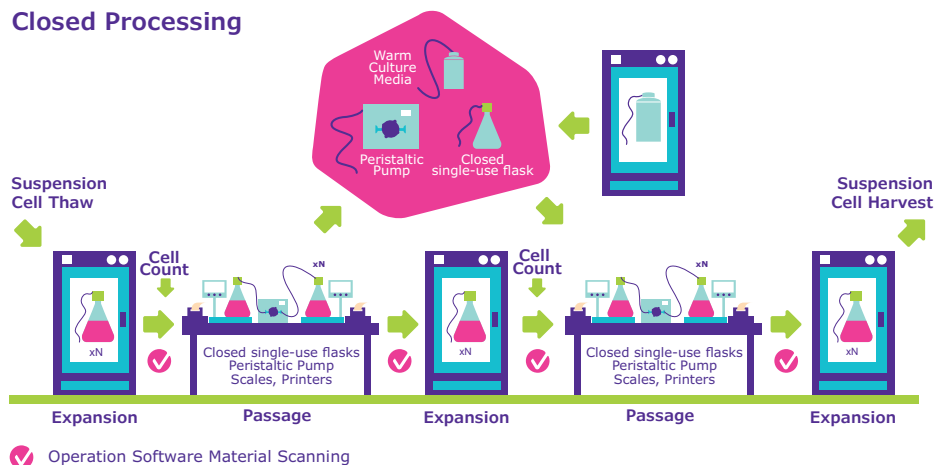 Closed Processing
Warm
Culture
Media
Peristaltic
Pump
Closed
single-use flask
Suspension
Cell Thaw
Suspension
Cell Harvest
Cell
Count
xN
Cell
Count
xN
xN
Closed single-use flasks
Peristaltic Pump
Scales, Printers
xN
Closed single-use flasks
Peristaltic Pump
Scales, Printers
xN
Expansion
Passage
Expansion
Passage
Expansion
Operation Software Material Scanning